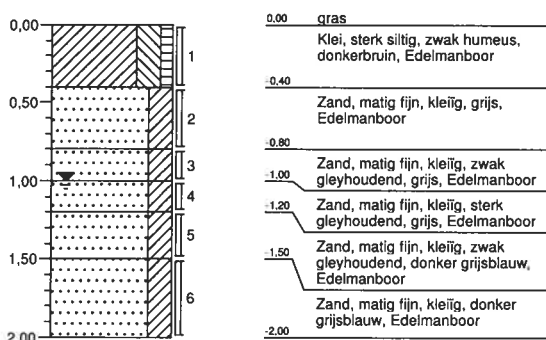 0,00
0,50
1,00
1,50
2,00
1
2
3
4
5
6
0,00 gras
Klei, sterk siltig, zwak humeus,
donkerbruin, Edelmanboor
-0,40
Zand, matig fijn, kleiïg, grijs,
Edelmanboor
-0.80
Zand, matig fijn, kleiïg, zwak
gleyhoudend, grijs, Edelmanboor
-1.00
Zand, matig fijn, kleiïg, sterk
gleyhoudend, grijs, Edelmanboor
-1.20
Zand, matig fijn, kleiïg, zwak
gleyhoudend, donker grijsblauw,
Edelmanboor
-1,50
Zand, matig fijn, kleiïg, donker
grijsblauw, Edelmanboor
-2.00